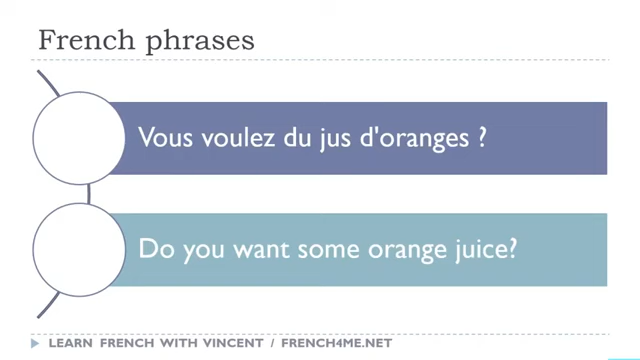 French phrases
Vous voulez du jus d'oranges ?
Do you want some orange juice?
LEARN FRENCH WITH VINCENT / FRENCH4ME.NET